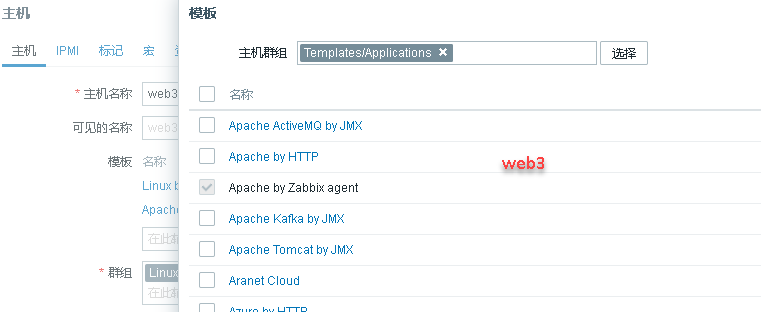 主机
主机 IPMI 标记 宏
* 主机名称 web3
可见的名称 web3
模板 名称
Linux b
Apache
在此
* 群组 Linux
在此
模板
主机群组 Templates/Applications × 选择
名称
Apache ActiveMQ by JMX
Apache by HTTP
web3
Apache by Zabbix agent
Apache Kafka by JMX
Apache Tomcat by JMX
Aranet Cloud
Azure by HTTP